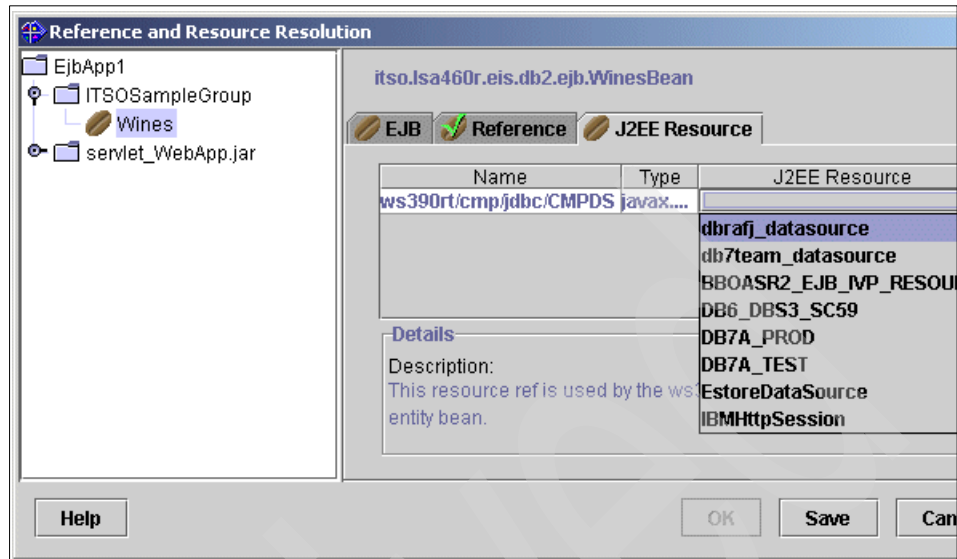 Reference and Resource Resolution
EjbApp1
ITSOSampleGroup
Wines
servlet_WebApp.jar
itso.lsa460r.eis.db2.ejb.WinesBean
EJB Reference J2EE Resource
Name Type J2EE Resource
ws390rt/cmp/jdbc/CMPDS javax....
dbrafj_datasource
db7team_datasource
BBOASR2_EJB_IVP_RESOU
DB6_DBS3_SC59
DB7A_PROD
DB7A_TEST
EstoreDataSource
IBMHttpSession
Details
Description:
This resource ref is used by the ws3
entity bean.
Help OK Save Can